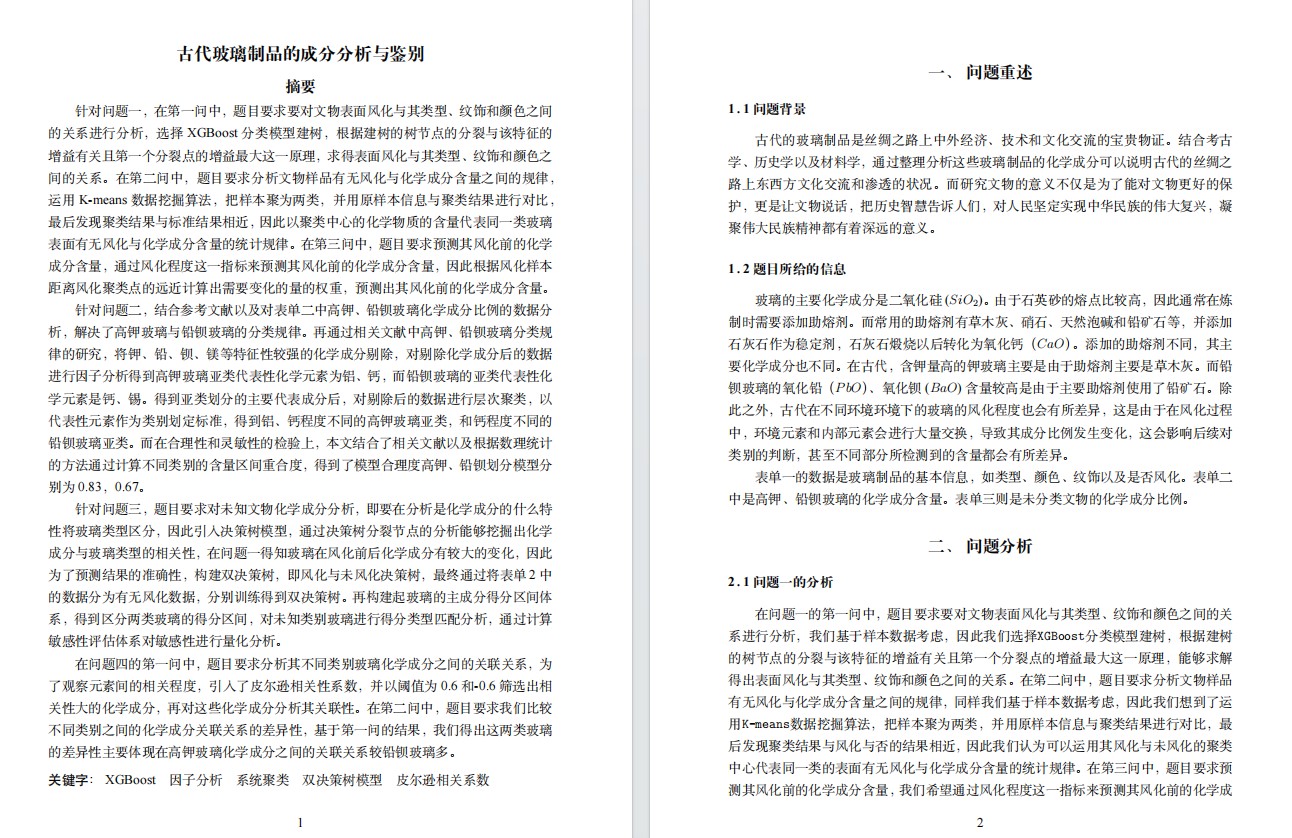 古代玻璃制品的成分分析与鉴别
摘要
针对问题一，在第一问中，题目要求要对文物表面风化与其类型、纹饰和颜色之间
的关系进行分析，选择 XGBoost 分类模型建树，根据建树的树节点的分裂与该特征的
增益有关且第一个分裂点的增益最大这一原理，求得表面风化与其类型、纹饰和颜色之
间的关系。在第二问中，题目要求分析文物样品有无风化与化学成分含量之间的规律，
运用 K-means 数据挖掘算法，把样本聚为两类，并用原样本信息与聚类结果进行对比，
最后发现聚类结果与标准结果相近，因此以聚类中心的化学物质的含量代表同一类玻璃
表面有无风化与化学成分含量的统计规律。在第三问中，题目要求预测其风化前的化学
成分含量，通过风化程度这一指标来预测其风化前的化学成分含量，因此根据风化样本
距离风化聚类点的远近计算出需要变化的量的权重，预测出其风化前的化学成分含量。
针对问题二，结合参考文献以及对表单二中高钾、铅钡玻璃化学成分比例的数据分
析，解决了高钾玻璃与铅钡玻璃的分类规律。再通过相关文献中高钾、铅钡玻璃分类规
律的研究，将钾、铅、钡、镁等特征性较强的化学成分剔除，对剔除化学成分后的数据
进行因子分析得到高钾玻璃亚类代表性化学元素为铝、钙，而铅钡玻璃的亚类代表性化
学元素是钙、锡。得到亚类划分的主要代表成分后，对剔除后的数据进行层次聚类，以
代表性元素作为类别划定标准，得到铝、钙程度不同的高钾玻璃亚类，和钙程度不同的
铅钡玻璃亚类。而在合理性和灵敏性的检验上，本文结合了相关文献以及根据数理统计
的方法通过计算不同类别的含量区间重合度，得到了模型合理度高钾、铅钡划分模型分
别为 0.83，0.67。
针对问题三，题目要求对未知文物化学成分分析，即要在分析是化学成分的什么特
性将玻璃类型区分，因此引入决策树模型，通过决策树分裂节点的分析能够挖掘出化学
成分与玻璃类型的相关性，在问题一得知玻璃在风化前后化学成分有较大的变化，因此
为了预测结果的准确性，构建双决策树，即风化与未风化决策树，最终通过将表单 2 中
的数据分为有无风化数据，分别训练得到双决策树。再构建起玻璃的主成分得分区间体
系，得到区分两类玻璃的得分区间，对未知类别玻璃进行得分类型匹配分析，通过计算
敏感性评估体系对敏感性进行量化分析。
在问题四的第一问中，题目要求分析其不同类别玻璃化学成分之间的关联关系，为
了观察元素间的相关程度，引入了皮尔逊相关性系数，并以阈值为 0.6 和-0.6 筛选出相
关性大的化学成分，再对这些化学成分分析其关联性。在第二问中，题目要求我们比较
不同类别之间的化学成分关联关系的差异性，基于第一问的结果，我们得出这两类玻璃
的差异性主要体现在高钾玻璃化学成分之间的关联关系较铅钡玻璃多。
关键字： XGBoost 因子分析 系统聚类 双决策树模型 皮尔逊相关系数
1
一、 问题重述
1.1 问题背景
古代的玻璃制品是丝绸之路上中外经济、技术和文化交流的宝贵物证。结合考古
学、历史学以及材料学，通过整理分析这些玻璃制品的化学成分可以说明古代的丝绸之
路上东西方文化交流和渗透的状况。而研究文物的意义不仅是为了能对文物更好的保
护，更是让文物说话，把历史智慧告诉人们，对人民坚定实现中华民族的伟大复兴，凝
聚伟大民族精神都有着深远的意义。
1.2 题目所给的信息
玻璃的主要化学成分是二氧化硅 (SiO₂)。由于石英砂的熔点比较高，因此通常在炼
制时需要添加助熔剂。而常用的助熔剂有草木灰、硝石、天然泡碱和铅矿石等，并添加
石灰石作为稳定剂，石灰石煅烧以后转化为氧化钙（CaO）。添加的助熔剂不同，其主
要化学成分也不同。在古代，含钾量高的钾玻璃主要是由于助熔剂主要是草木灰。而铅
钡玻璃的氧化铅（PbO）、氧化钡 (BaO) 含量较高是由于主要助熔剂使用了铅矿石。除
此之外，古代在不同环境环境下的玻璃的风化程度也会有所差异，这是由于在风化过程
中，环境元素和内部元素会进行大量交换，导致其成分比例发生变化，这会影响后续对
类别的判断，甚至不同部分所检测到的含量都会有所差异。
表单一的数据是玻璃制品的基本信息，如类型、颜色、纹饰以及是否风化。表单二
中是高钾、铅钡玻璃的化学成分含量。表单三则是未分类文物的化学成分比例。
二、 问题分析
2.1 问题一的分析
在问题一的第一问中，题目要求要对文物表面风化与其类型、纹饰和颜色之间的关
系进行分析，我们基于样本数据考虑，因此我们选择XGBoost分类模型建树，根据建树
的树节点的分裂与该特征的增益有关且第一个分裂点的增益最大这一原理，能够求解
得出表面风化与其类型、纹饰和颜色之间的关系。在第二问中，题目要求分析文物样品
有无风化与化学成分含量之间的规律，同样我们基于样本数据考虑，因此我们想到了运
用K-means数据挖掘算法，把样本聚为两类，并用原样本信息与聚类结果进行对比，最
后发现聚类结果与风化与否的结果相近，因此我们认为可以运用其风化与未风化的聚类
中心代表同一类的表面有无风化与化学成分含量的统计规律。在第三问中，题目要求预
测其风化前的化学成分含量，我们希望通过风化程度这一指标来预测其风化前的化学成
2